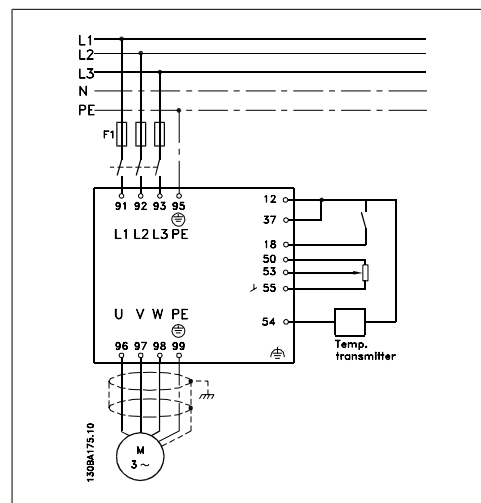 L1
L2
L3
N
PE
F1
91 92 93 95
L1 L2 L3 PE
12
37
18
50
53
55
54
U V W PE
96 97 98 99
Temp.
transmitter
M
3 ~
130BA175.10